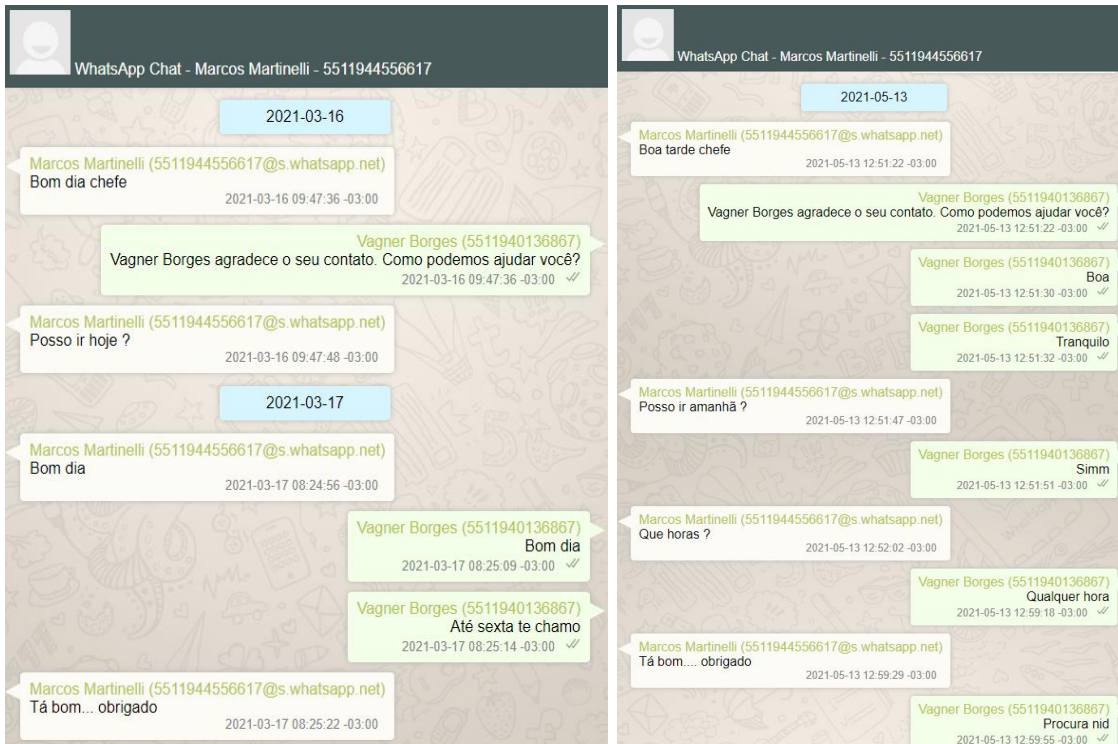 WhatsApp Chat - Marcos Martinelli - 5511944556617
2021-03-16
Marcos Martinelli (5511944556617@s.whatsapp.net)
Bom dia chefe
2021-03-16 09:47:36 -03:00
Vagner Borges (5511940136867)
Vagner Borges agradece o seu contato. Como podemos ajudar você?
2021-03-16 09:47:36 -03:00
Marcos Martinelli (5511944556617@s.whatsapp.net)
Posso ir hoje ?
2021-03-16 09:47:48 -03:00
2021-03-17
Marcos Martinelli (5511944556617@s.whatsapp.net)
Bom dia
2021-03-17 08:24:56 -03:00
Vagner Borges (5511940136867)
Bom dia
2021-03-17 08:25:09 -03:00
Vagner Borges (5511940136867)
Até sexta te chamo
2021-03-17 08:25:14 -03:00
Marcos Martinelli (5511944556617@s.whatsapp.net)
Tá bom... obrigado
2021-03-17 08:25:22 -03:00
WhatsApp Chat - Marcos Martinelli - 5511944556617
2021-05-13
Marcos Martinelli (5511944556617@s.whatsapp.net)
Boa tarde chefe
2021-05-13 12:51:22 -03:00
Vagner Borges (5511940136867)
Vagner Borges agradece o seu contato. Como podemos ajudar você?
2021-05-13 12:51:22 -03:00
Vagner Borges (5511940136867)
Boa
2021-05-13 12:51:30 -03:00
Vagner Borges (5511940136867)
Tranquilo
2021-05-13 12:51:32 -03:00
Marcos Martinelli (5511944556617@s.whatsapp.net)
Posso ir amanhã ?
2021-05-13 12:51:47 -03:00
Vagner Borges (5511940136867)
Simm
2021-05-13 12:51:51 -03:00
Marcos Martinelli (5511944556617@s.whatsapp.net)
Que horas ?
2021-05-13 12:52:02 -03:00
Vagner Borges (5511940136867)
Qualquer hora
2021-05-13 12:59:18 -03:00
Marcos Martinelli (5511944556617@s.whatsapp.net)
Tá bom.... obrigado
2021-05-13 12:59:29 -03:00
Vagner Borges (5511940136867)
Procura nid
2021-05-13 12:59:55 -03:00